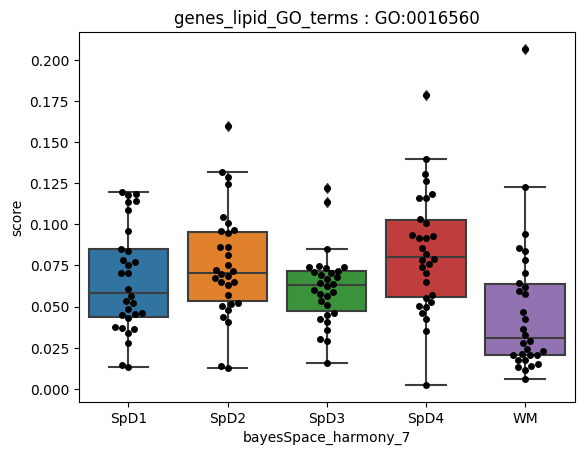 genes_lipid_GO_terms : GO:0016560
0.200
0.175
0.150
0.125
0.100
0.075
0.050
0.025
0.000
score
SpD1 SpD2 SpD3 SpD4 WM
bayesSpace_harmony_7